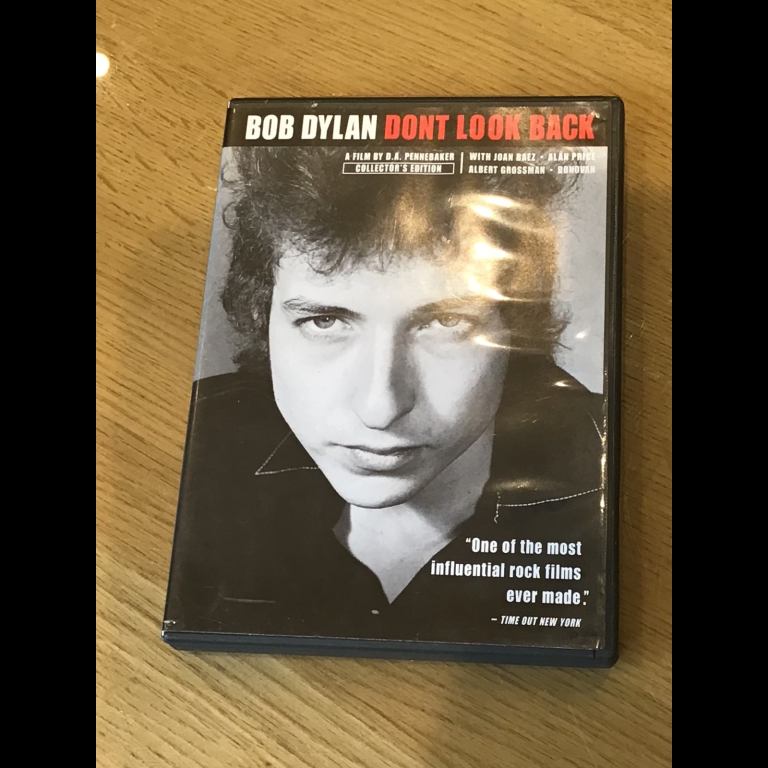 BOB DYLAN DONT LOOK BACK
A FILM BY D.A. PENNEBAKER
COLLECTOR'S EDITION
WITH JOAN BAEZ • ALAN PRICE
ALBERT GROSSMAN • DONOVAN
"One of the most
influential rock films
ever made."
– TIME OUT NEW YORK